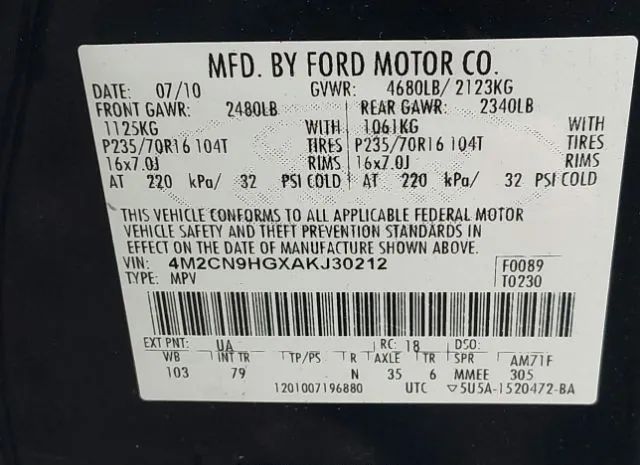 MFD. BY FORD MOTOR CO.
DATE: 07/10 GVWR: 4680LB/ 2123KG
FRONT GAWR: 2480LB REAR GAWR: 2340LB
1125KG WITH 1061KG WITH
P235/70R16 104T TIRES P235/70R16 104T TIRES
16x7.0J RIMS 16x7.0J RIMS
AT 220 kPa/ 32 PSI COLD AT 220 kPa/ 32 PSI COLD
THIS VEHICLE CONFORMS TO ALL APPLICABLE FEDERAL MOTOR
VEHICLE SAFETY AND THEFT PREVENTION STANDARDS IN
EFFECT ON THE DATE OF MANUFACTURE SHOWN ABOVE.
VIN: 4M2CN9HGXAKJ30212 F0089
TYPE: MPV T0230
EXT PNT: UA RC: 18 DSO:
WB INT TR TP/PS R AXLE TR SPR AM71F
103 79 N 35 6 MMEE 305
1201007196880 UTC ▽5U5A-1520472-BA